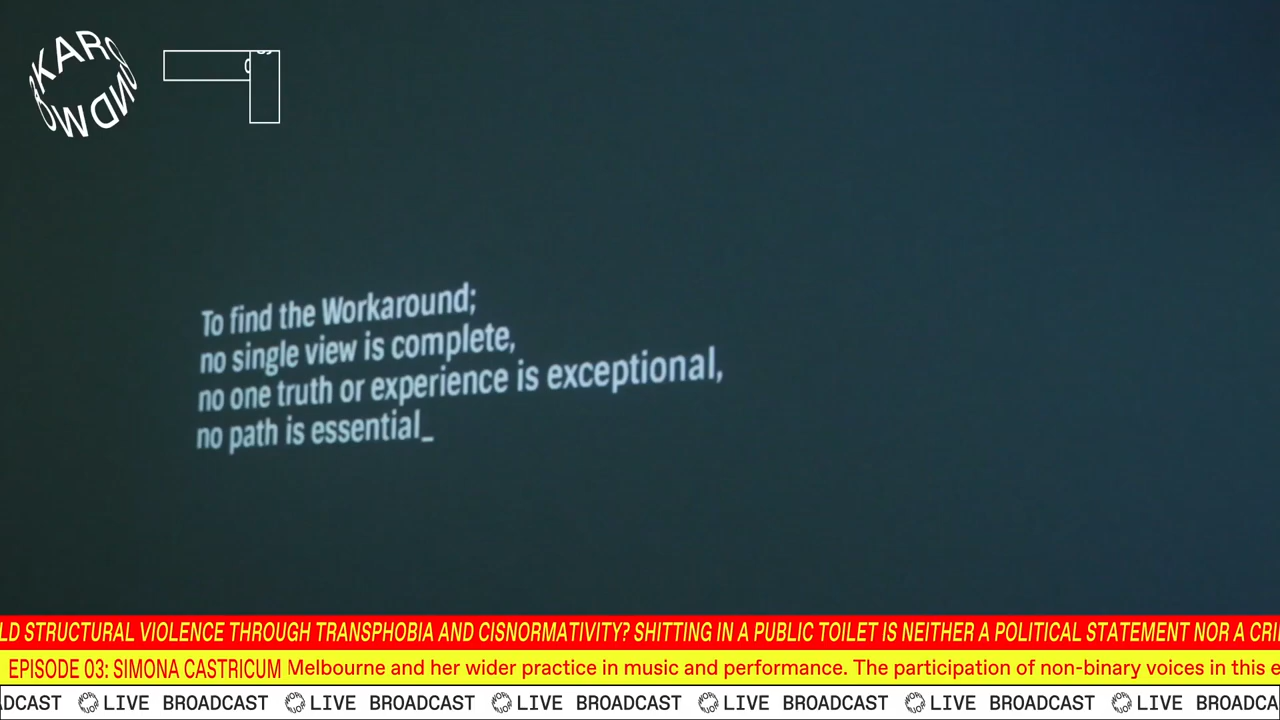 To find the Workaround;
no single view is complete,
no one truth or experience is exceptional,
no path is essential_
LD STRUCTURAL VIOLENCE THROUGH TRANSPHOBIA AND CISNORMATIVITY? SHITTING IN A PUBLIC TOILET IS NEITHER A POLITICAL STATEMENT NOR A CRI
EPISODE 03: SIMONA CASTRICUM Melbourne and her wider practice in music and performance. The participation of non-binary voices in this e
DCAST LIVE BROADCAST LIVE BROADCAST LIVE BROADCAST LIVE BROADCAST LIVE BROADCAST LIVE BROADCA